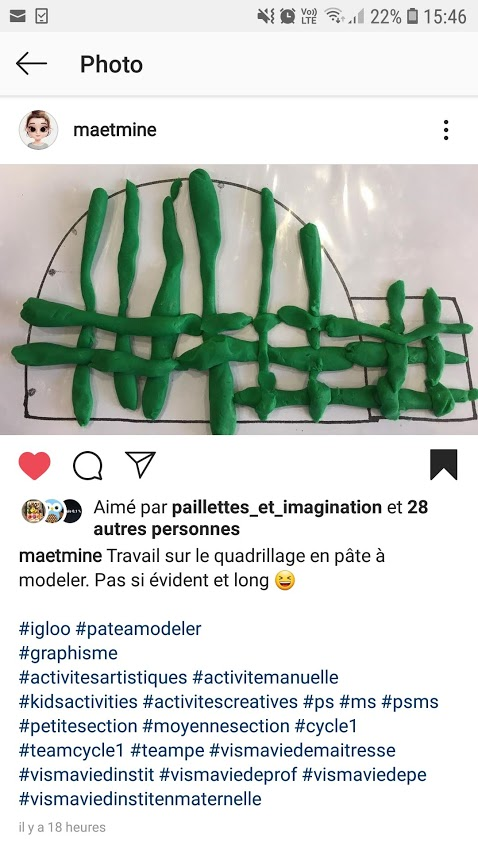 Vo)) LTE 22% 15:46
Photo
maetmine
Aimé par paillettes_et_imagination et 28
autres personnes
maetmine Travail sur le quadrillage en pâte à
modeler. Pas si évident et long 😆
#igloo #pateamodeler
#graphisme
#activitesartistiques #activitemanuelle
#kidsactivities #activitescreatives #ps #ms #psms
#petitesection #moyennesection #cycle1
#teamcycle1 #teampe #vismaviedemaitresse
#vismaviedinstit #vismaviedeprof #vismaviedepe
#vismaviedinstitenmaternelle
il y a 18 heures